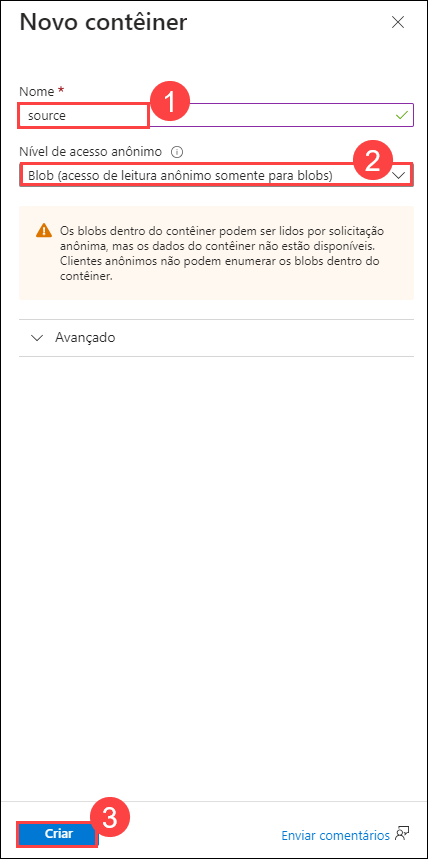 Novo contêiner
Nome *
1
source
Nível de acesso anônimo
2
Blob (acesso de leitura anônimo somente para blobs)
Os blobs dentro do contêiner podem ser lidos por solicitação
anônima, mas os dados do contêiner não estão disponíveis.
Clientes anônimos não podem enumerar os blobs dentro do
contêiner.
Avançado
3
Criar
Enviar comentários